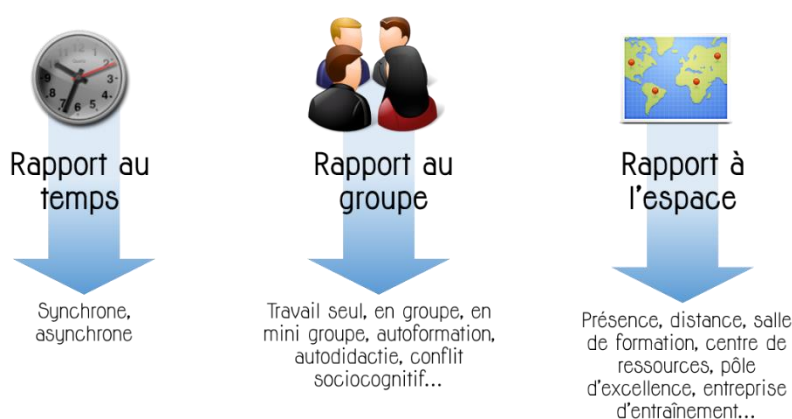 Rapport au
temps
Synchrone,
asynchrone
Rapport au
groupe
Travail seul, en groupe, en
mini groupe, autoformation,
autodidactie, conflit
sociocognitif...
Rapport à
l'espace
Présence, distance, salle
de formation, centre de
ressources, pôle
d'excellence, entreprise
d'entraînement...